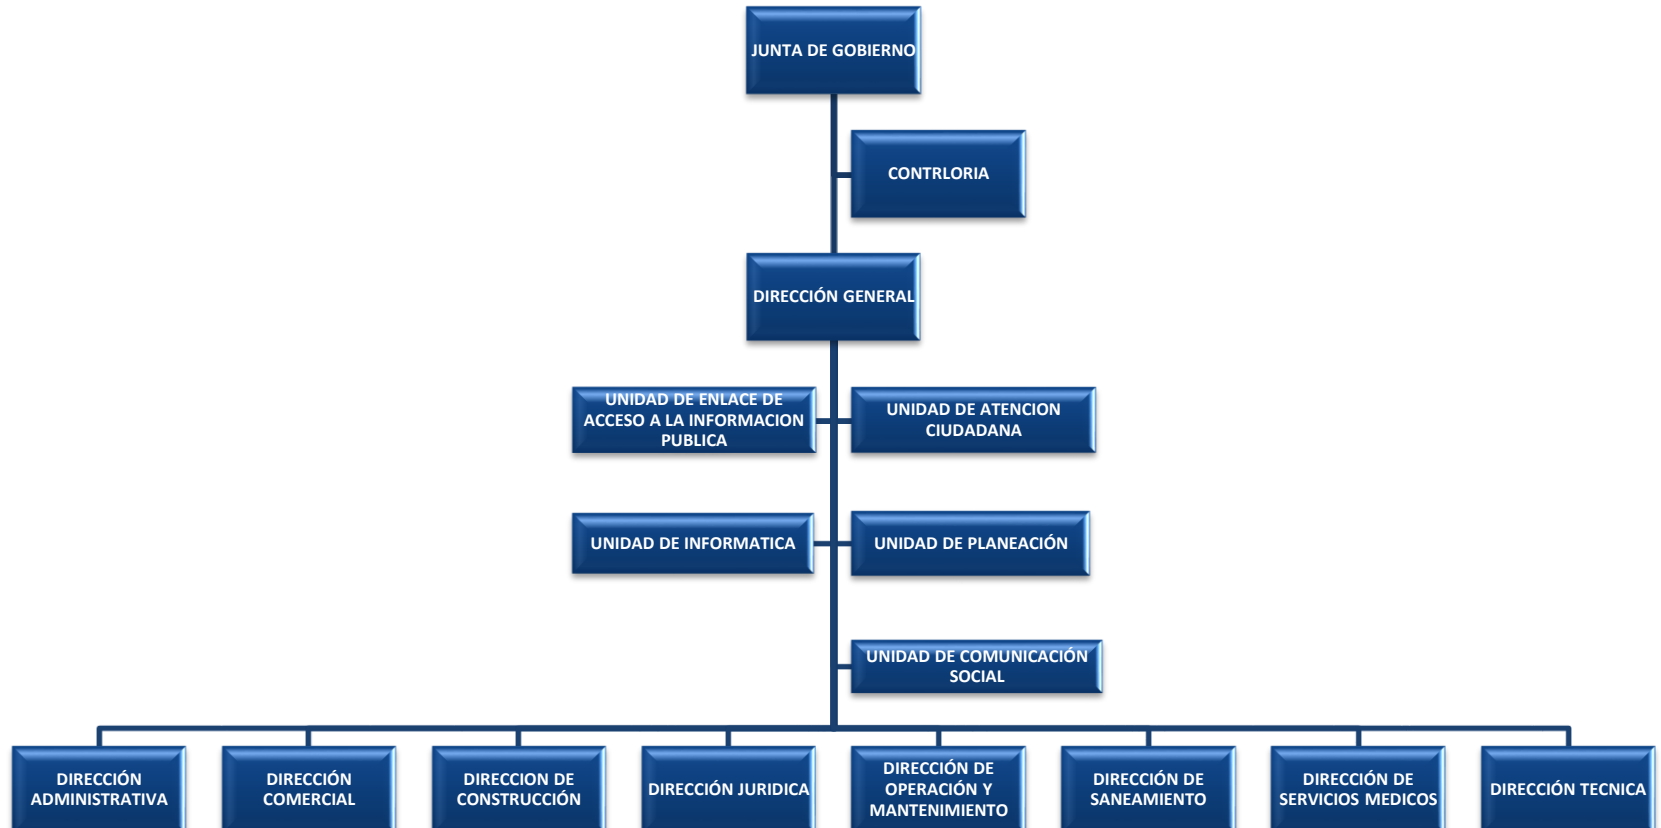 JUNTA DE GOBIERNO
CONTRLORIA
DIRECCIÓN GENERAL
UNIDAD DE ENLACE DE
ACCESO A LA INFORMACION
PUBLICA
UNIDAD DE ATENCION
CIUDADANA
UNIDAD DE INFORMATICA
UNIDAD DE PLANEACIÓN
UNIDAD DE COMUNICACIÓN
SOCIAL
DIRECCIÓN
ADMINISTRATIVA
DIRECCIÓN
COMERCIAL
DIRECCION DE
CONSTRUCCIÓN
DIRECCIÓN JURIDICA
DIRECCIÓN DE
OPERACIÓN Y
MANTENIMIENTO
DIRECCIÓN DE
SANEAMIENTO
DIRECCIÓN DE
SERVICIOS MEDICOS
DIRECCIÓN TECNICA